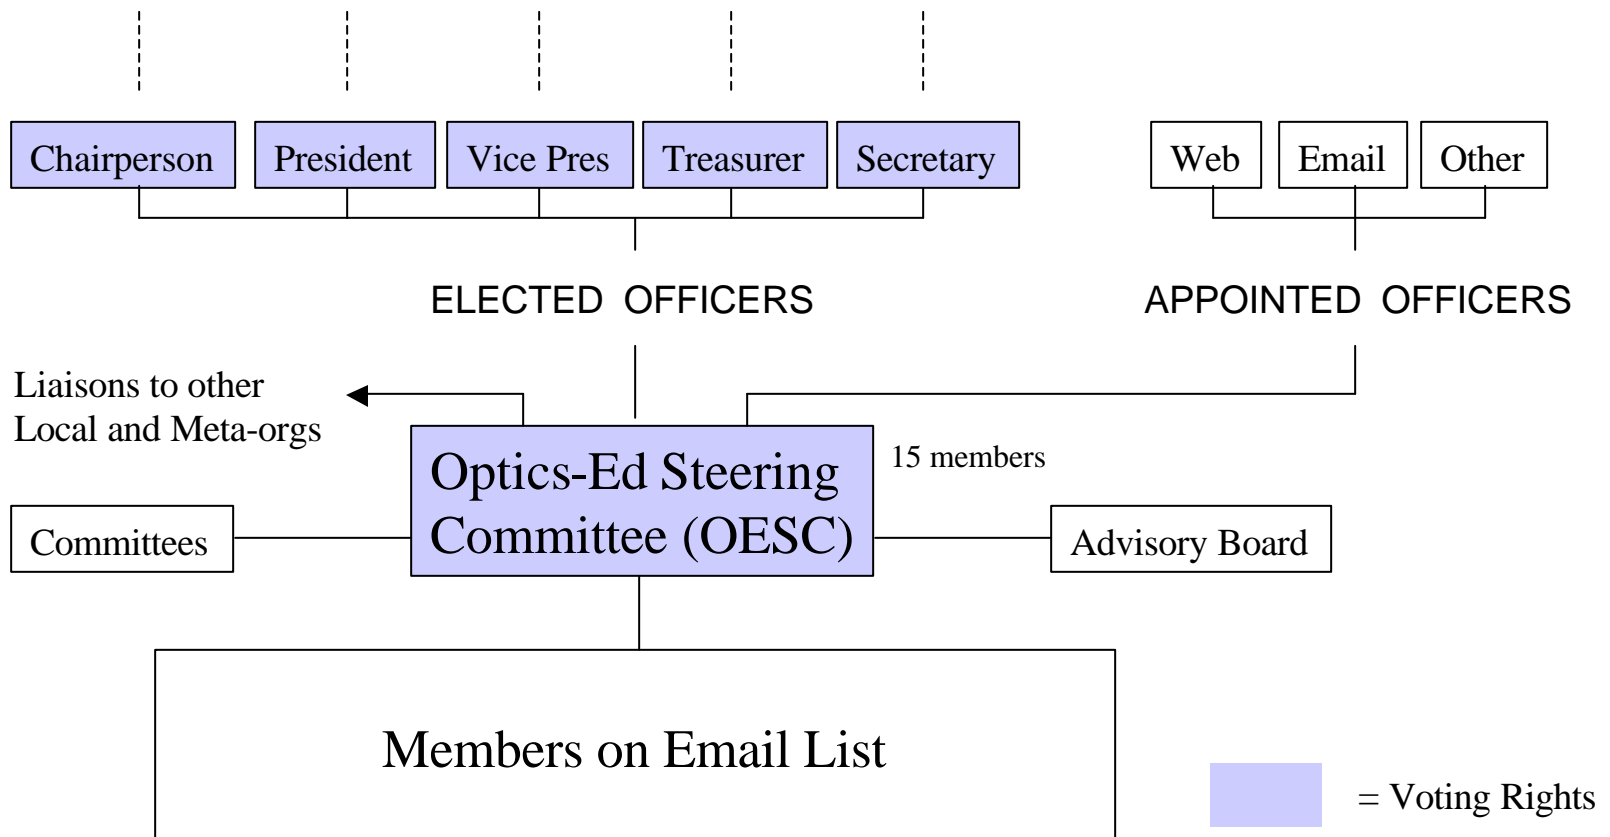 Chairperson
President
Vice Pres
Treasurer
Secretary
Web
Email
Other
ELECTED OFFICERS
APPOINTED OFFICERS
Liaisons to other
Local and Meta-orgs
Optics-Ed Steering
Committee (OESC)
15 members
Committees
Advisory Board
Members on Email List
= Voting Rights